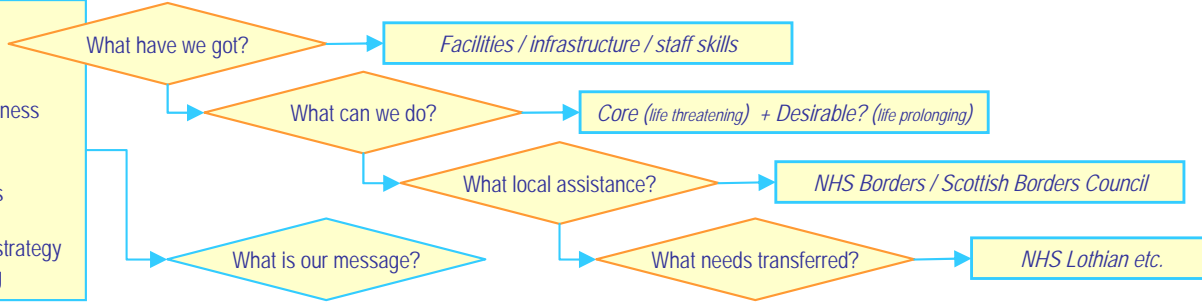 What have we got?
Facilities / infrastructure / staff skills
What can we do?
Core (life threatening) + Desirable? (life prolonging)
What local assistance?
NHS Borders / Scottish Borders Council
strategy
What is our message?
What needs transferred?
NHS Lothian etc.